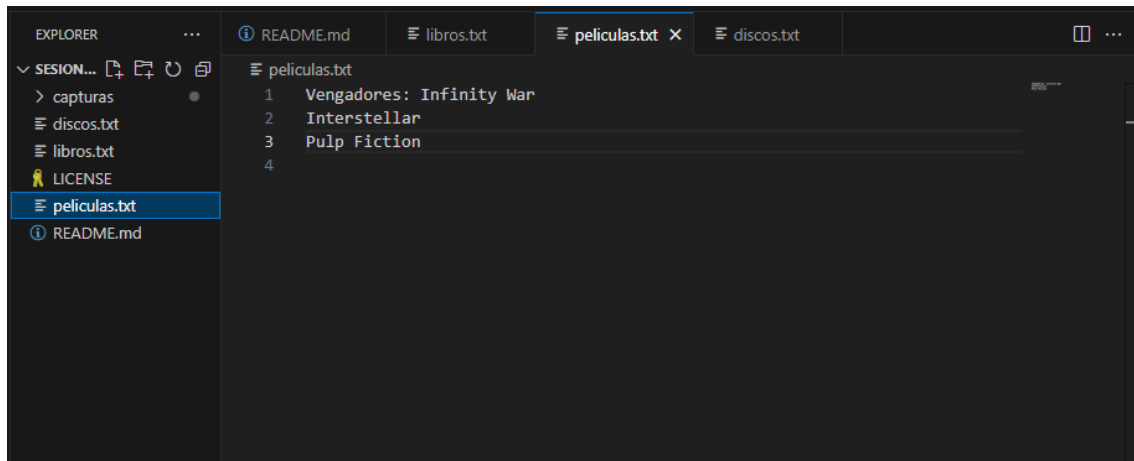 EXPLORER ...
SESION...
capturas
discos.txt
libros.txt
LICENSE
peliculas.txt
README.md
README.md libros.txt peliculas.txt discos.txt ...
peliculas.txt
1 Vengadores: Infinity War
2 Interstellar
3 Pulp Fiction
4